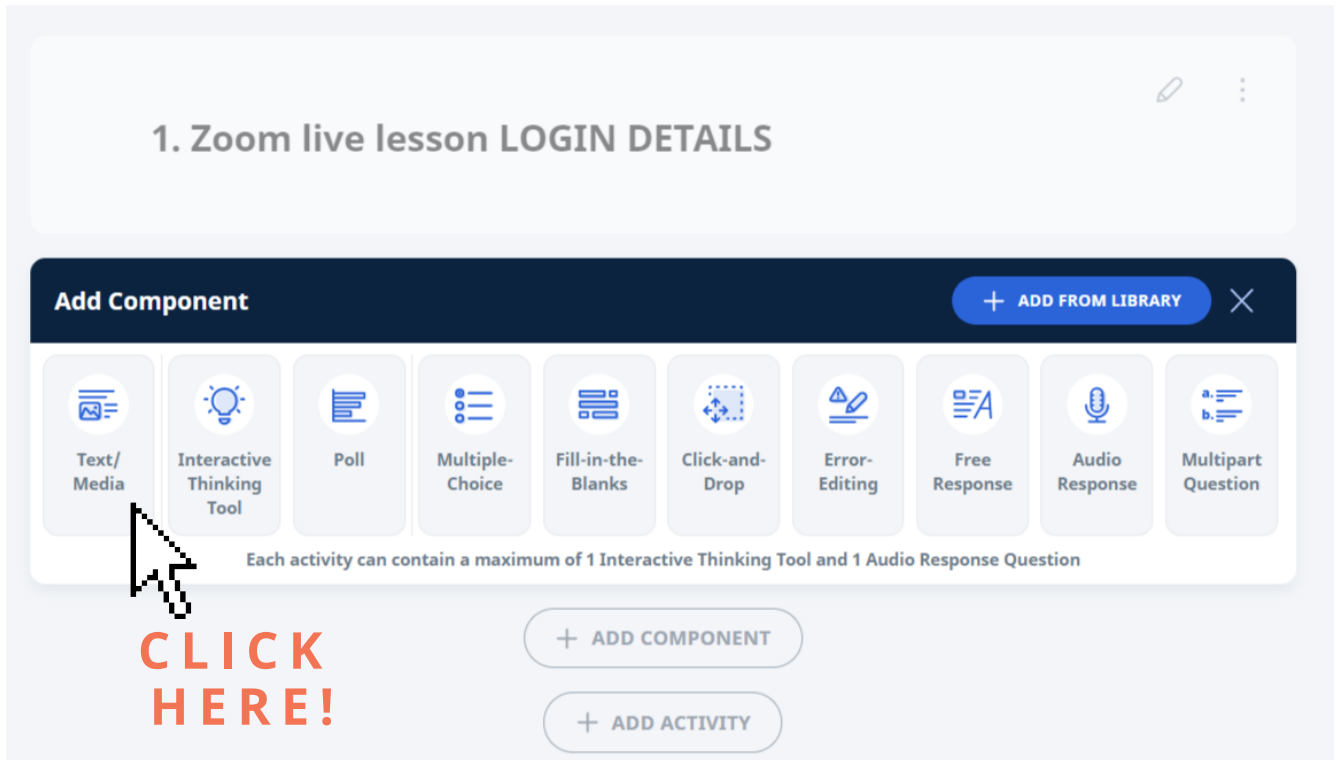 1. Zoom live lesson LOGIN DETAILS
Add Component
ADD FROM LIBRARY
Text/
Media
Interactive
Thinking
Tool
Poll
Multiple-
Choice
Fill-in-the-
Blanks
Click-and-
Drop
Error-
Editing
Free
Response
Audio
Response
a.
b.
Multipart
Question
Each activity can contain a maximum of 1 Interactive Thinking Tool and 1 Audio Response Question
CLICK
HERE!
ADD COMPONENT
ADD ACTIVITY